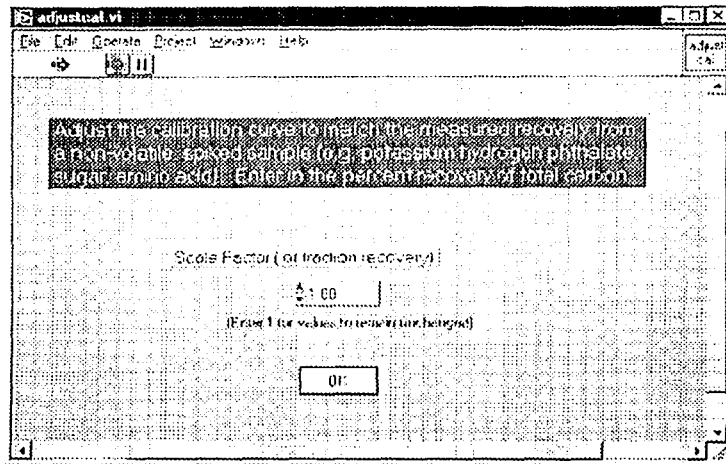 adjustcal.vi
File Edit Operate Project Windows Help
adjust
cal
Adjust the calibration curve to match the measured recovery from
a non-volatile, spiked sample (e.g. potassium hydrogen phthalate,
sugar, amino acid). Enter in the percent recovery of total carbon.
Scale Factor ( or fraction recovery)
1.00
(Enter 1 for values to remain unchanged)
OK